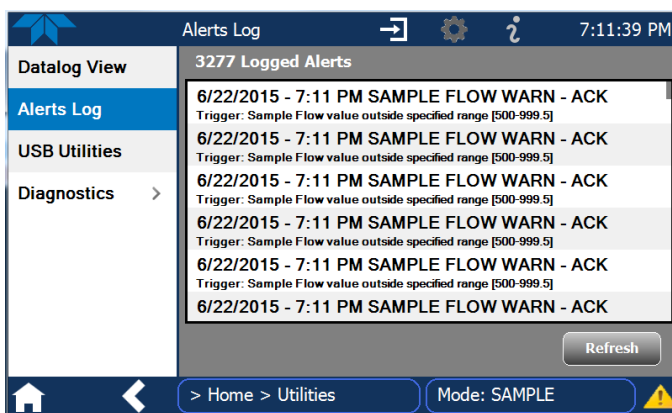 Alerts Log
7:11:39 PM
Datalog View
Alerts Log
USB Utilities
Diagnostics >
3277 Logged Alerts
6/22/2015 - 7:11 PM SAMPLE FLOW WARN - ACK
Trigger: Sample Flow value outside specified range [500-999.5]
6/22/2015 - 7:11 PM SAMPLE FLOW WARN - ACK
Trigger: Sample Flow value outside specified range [500-999.5]
6/22/2015 - 7:11 PM SAMPLE FLOW WARN - ACK
Trigger: Sample Flow value outside specified range [500-999.5]
6/22/2015 - 7:11 PM SAMPLE FLOW WARN - ACK
Trigger: Sample Flow value outside specified range [500-999.5]
6/22/2015 - 7:11 PM SAMPLE FLOW WARN - ACK
Trigger: Sample Flow value outside specified range [500-999.5]
6/22/2015 - 7:11 PM SAMPLE FLOW WARN - ACK
Refresh
> Home > Utilities
Mode: SAMPLE